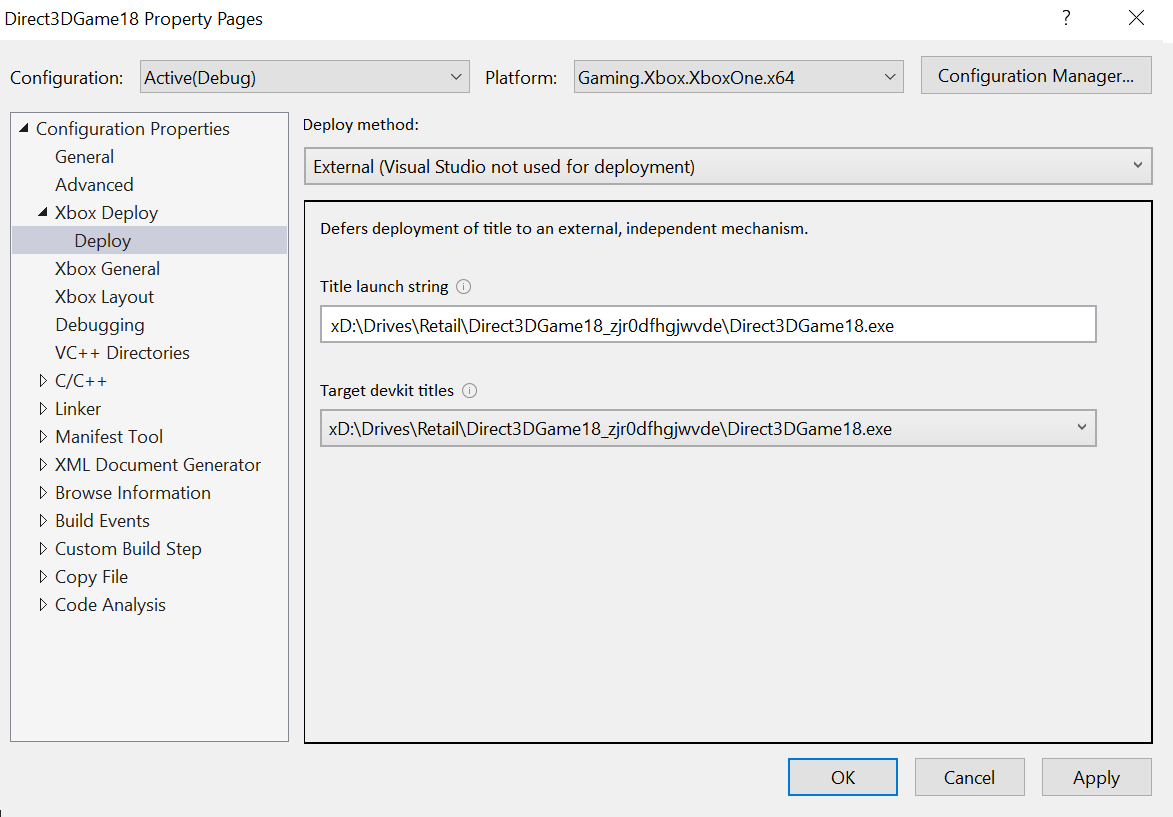 Direct3DGame18 Property Pages
?
Configuration: Active(Debug) Platform: Gaming.Xbox.XboxOne.x64 Configuration Manager...
Configuration Properties
General
Advanced
Xbox Deploy
Deploy
Xbox General
Xbox Layout
Debugging
VC++ Directories
C/C++
Linker
Manifest Tool
XML Document Generator
Browse Information
Build Events
Custom Build Step
Copy File
Code Analysis
Deploy method:
External (Visual Studio not used for deployment)
Defers deployment of title to an external, independent mechanism.
Title launch string
xD:\Drives\Retail\Direct3DGame18_zjr0dfhgjwvde\Direct3DGame18.exe
Target devkit titles
xD:\Drives\Retail\Direct3DGame18_zjr0dfhgjwvde\Direct3DGame18.exe
OK Cancel Apply